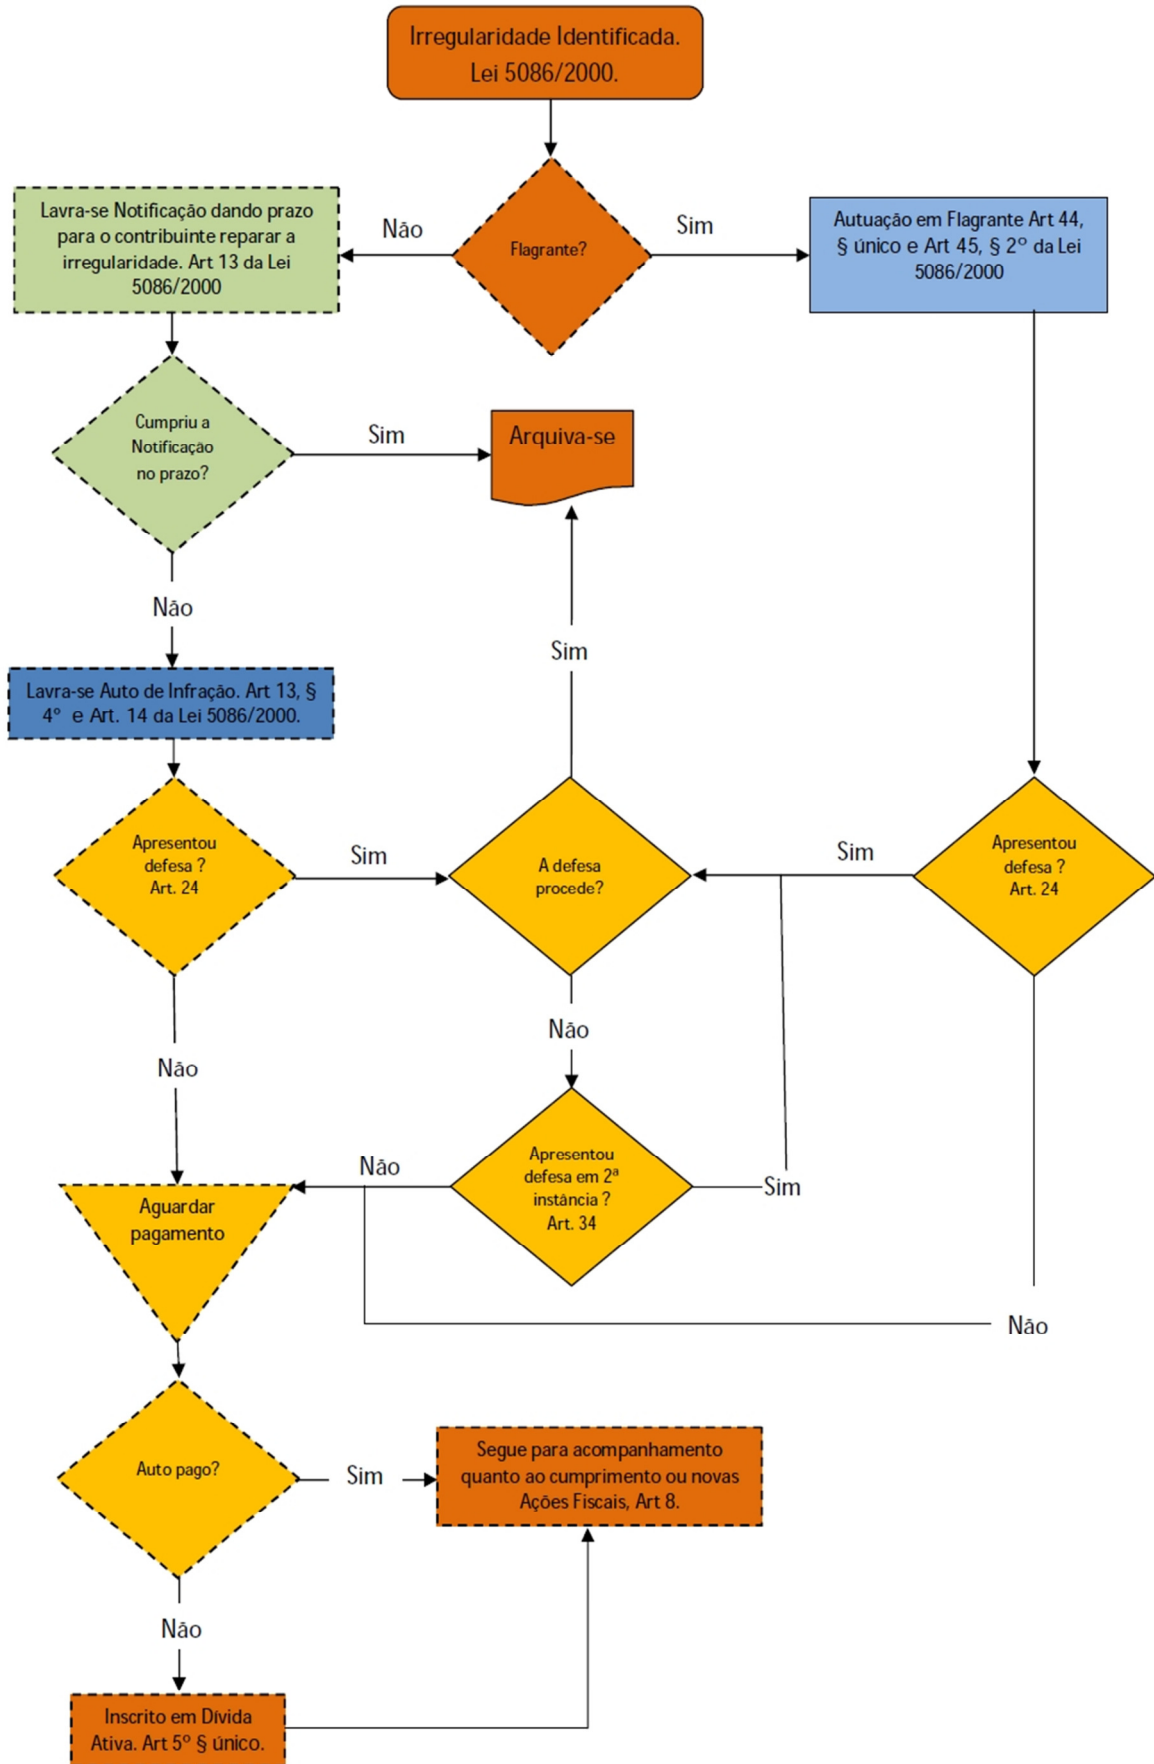 Irregularidade Identificada.
Lei 5086/2000.
Lavra-se Notificação dando prazo
para o contribuinte reparar a
irregularidade. Art 13 da Lei
5086/2000
Não
Flagrante?
Sim
Autuação em Flagrante Art 44,
§ único e Art 45, § 2º da Lei
5086/2000
Cumpriu a
Notificação
no prazo?
Sim
Arquiva-se
Não
Sim
Lavra-se Auto de Infração. Art 13, §
4º e Art. 14 da Lei 5086/2000.
Apresentou
defesa ?
Art. 24
Sim
A defesa
procede?
Sim
Apresentou
defesa ?
Art. 24
Não
Não
Apresentou
defesa em 2ª
instância ?
Art. 34
Não
Sim
Aguardar
pagamento
Não
Auto pago?
Sim
Segue para acompanhamento
quanto ao cumprimento ou novas
Ações Fiscais, Art 8.
Não
Inscrito em Dívida
Ativa. Art 5º § único.